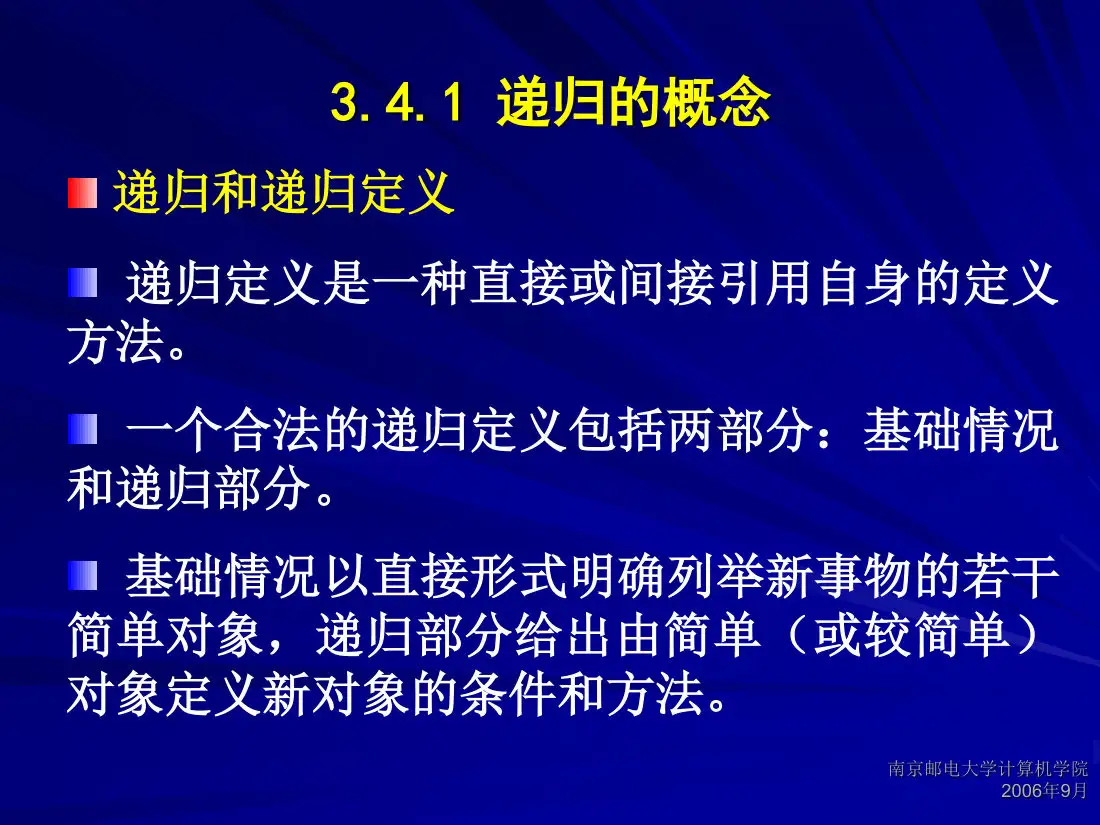 3.4.1 递归的概念
递归和递归定义
递归定义是一种直接或间接引用自身的定义
方法。
一个合法的递归定义包括两部分：基础情况
和递归部分。
基础情况以直接形式明确列举新事物的若干
简单对象，递归部分给出由简单（或较简单）
对象定义新对象的条件和方法。
南京邮电大学计算机学院
2006年9月